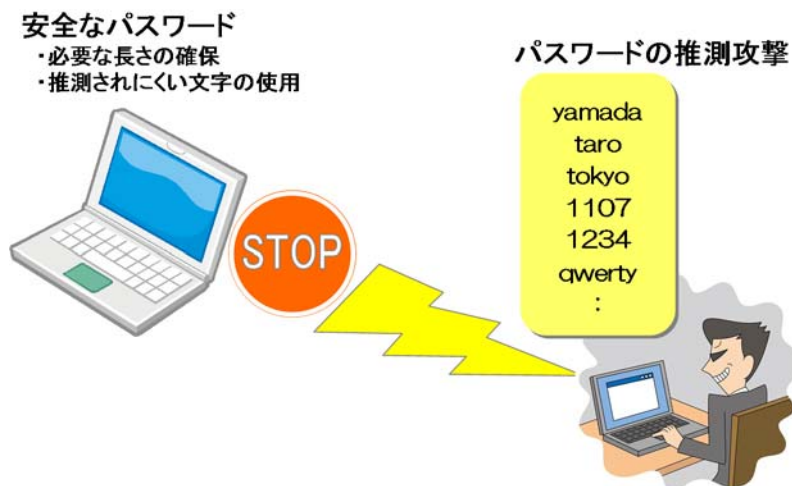 安全なパスワード
・必要な長さの確保
・推測されにくい文字の使用
パスワードの推測攻撃
yamada
taro
tokyo
1107
1234
qwerty
:
STOP